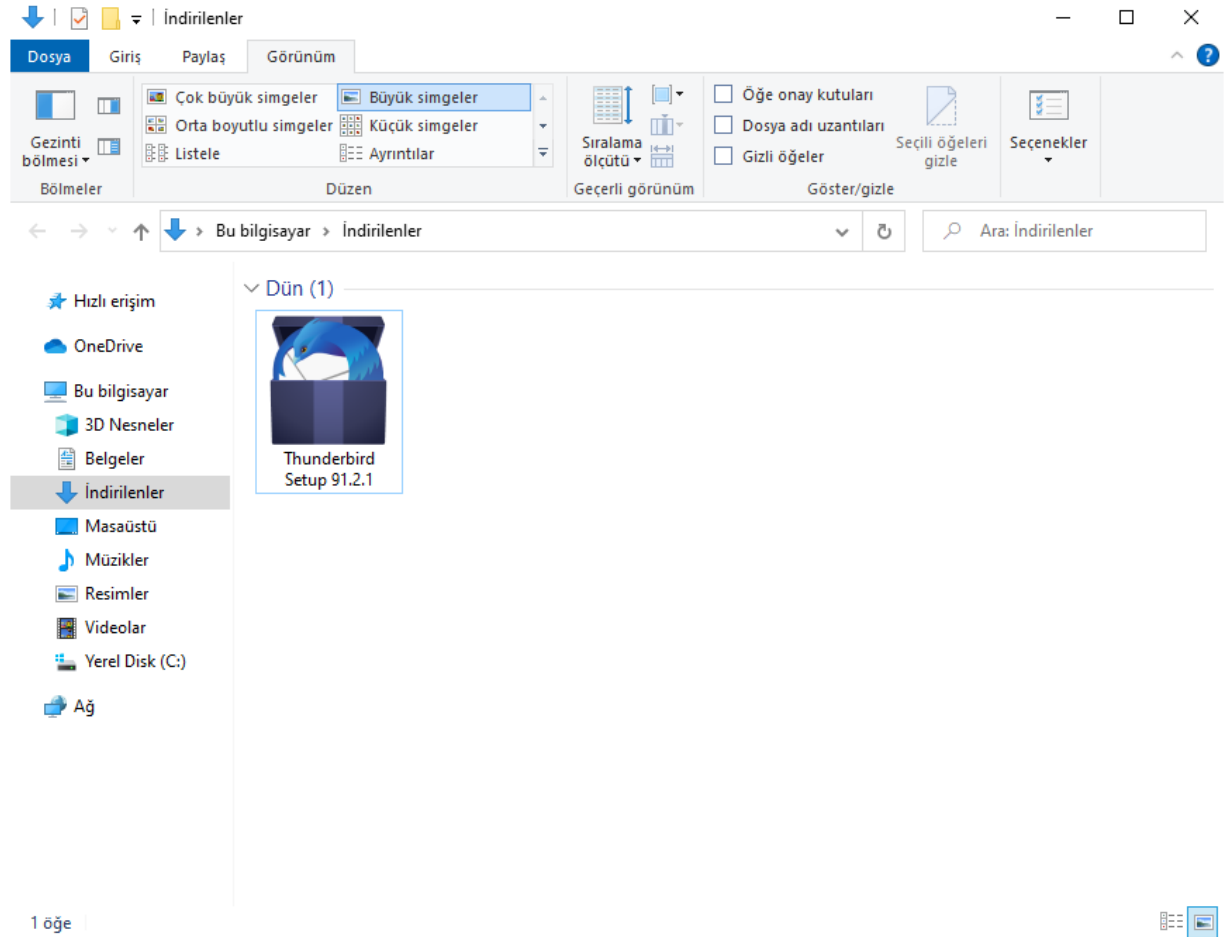 İndirilenler
Dosya Giriş Paylaş Görünüm
Gezinti
bölmesi
Bölmeler
Çok büyük simgeler Büyük simgeler
Orta boyutlu simgeler Küçük simgeler
Listele Ayrıntılar
Düzen
Sıralama
ölçütü
Geçerli görünüm
Öğe onay kutuları
Dosya adı uzantıları
Gizli öğeler
Seçili öğeleri
gizle
Göster/gizle
Seçenekler
Bu bilgisayar İndirilenler
Ara: İndirilenler
Hızlı erişim
OneDrive
Bu bilgisayar
3D Nesneler
Belgeler
İndirilenler
Masaüstü
Müzikler
Resimler
Videolar
Yerel Disk (C:)
Ağ
Dün (1)
Thunderbird
Setup 91.2.1
1 öğe